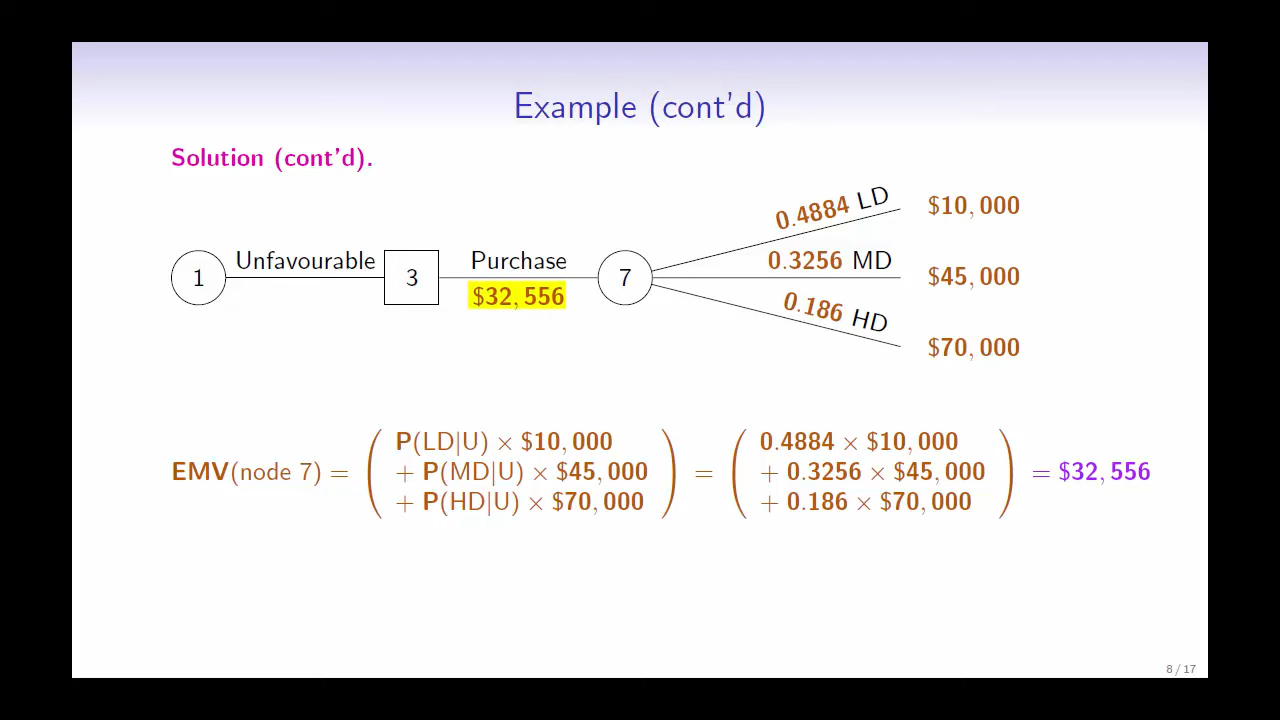 Example (cont'd)
Solution (cont'd).
0.4884 LD $10, 000
1 Unfavourable 3 Purchase 7 0.3256 MD $45, 000
$32, 556
0.186 HD $70, 000
P(LD|U) × $10, 000
EMV(node 7) = + P(MD|U) × $45, 000
+ P(HD|U) × $70, 000
=
0.4884 × $10, 000
+ 0.3256 × $45, 000
+ 0.186 × $70, 000
= $32, 556
8 / 17